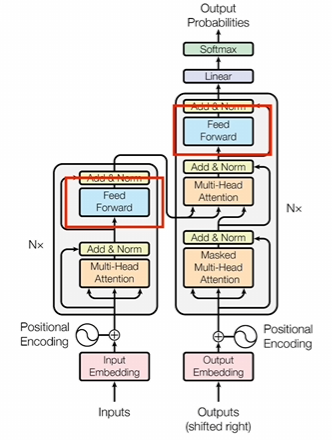 Output
Probabilities
Softmax
Linear
Add & Norm
Feed
Forward
Add & Norm
Multi-Head
Attention
Add & Norm
Masked
Multi-Head
Attention
Nx
Positional
Encoding
Output
Embedding
Outputs
(shifted right)
Add & Norm
Feed
Forward
Add & Norm
Multi-Head
Attention
Nx
Positional
Encoding
Input
Embedding
Inputs